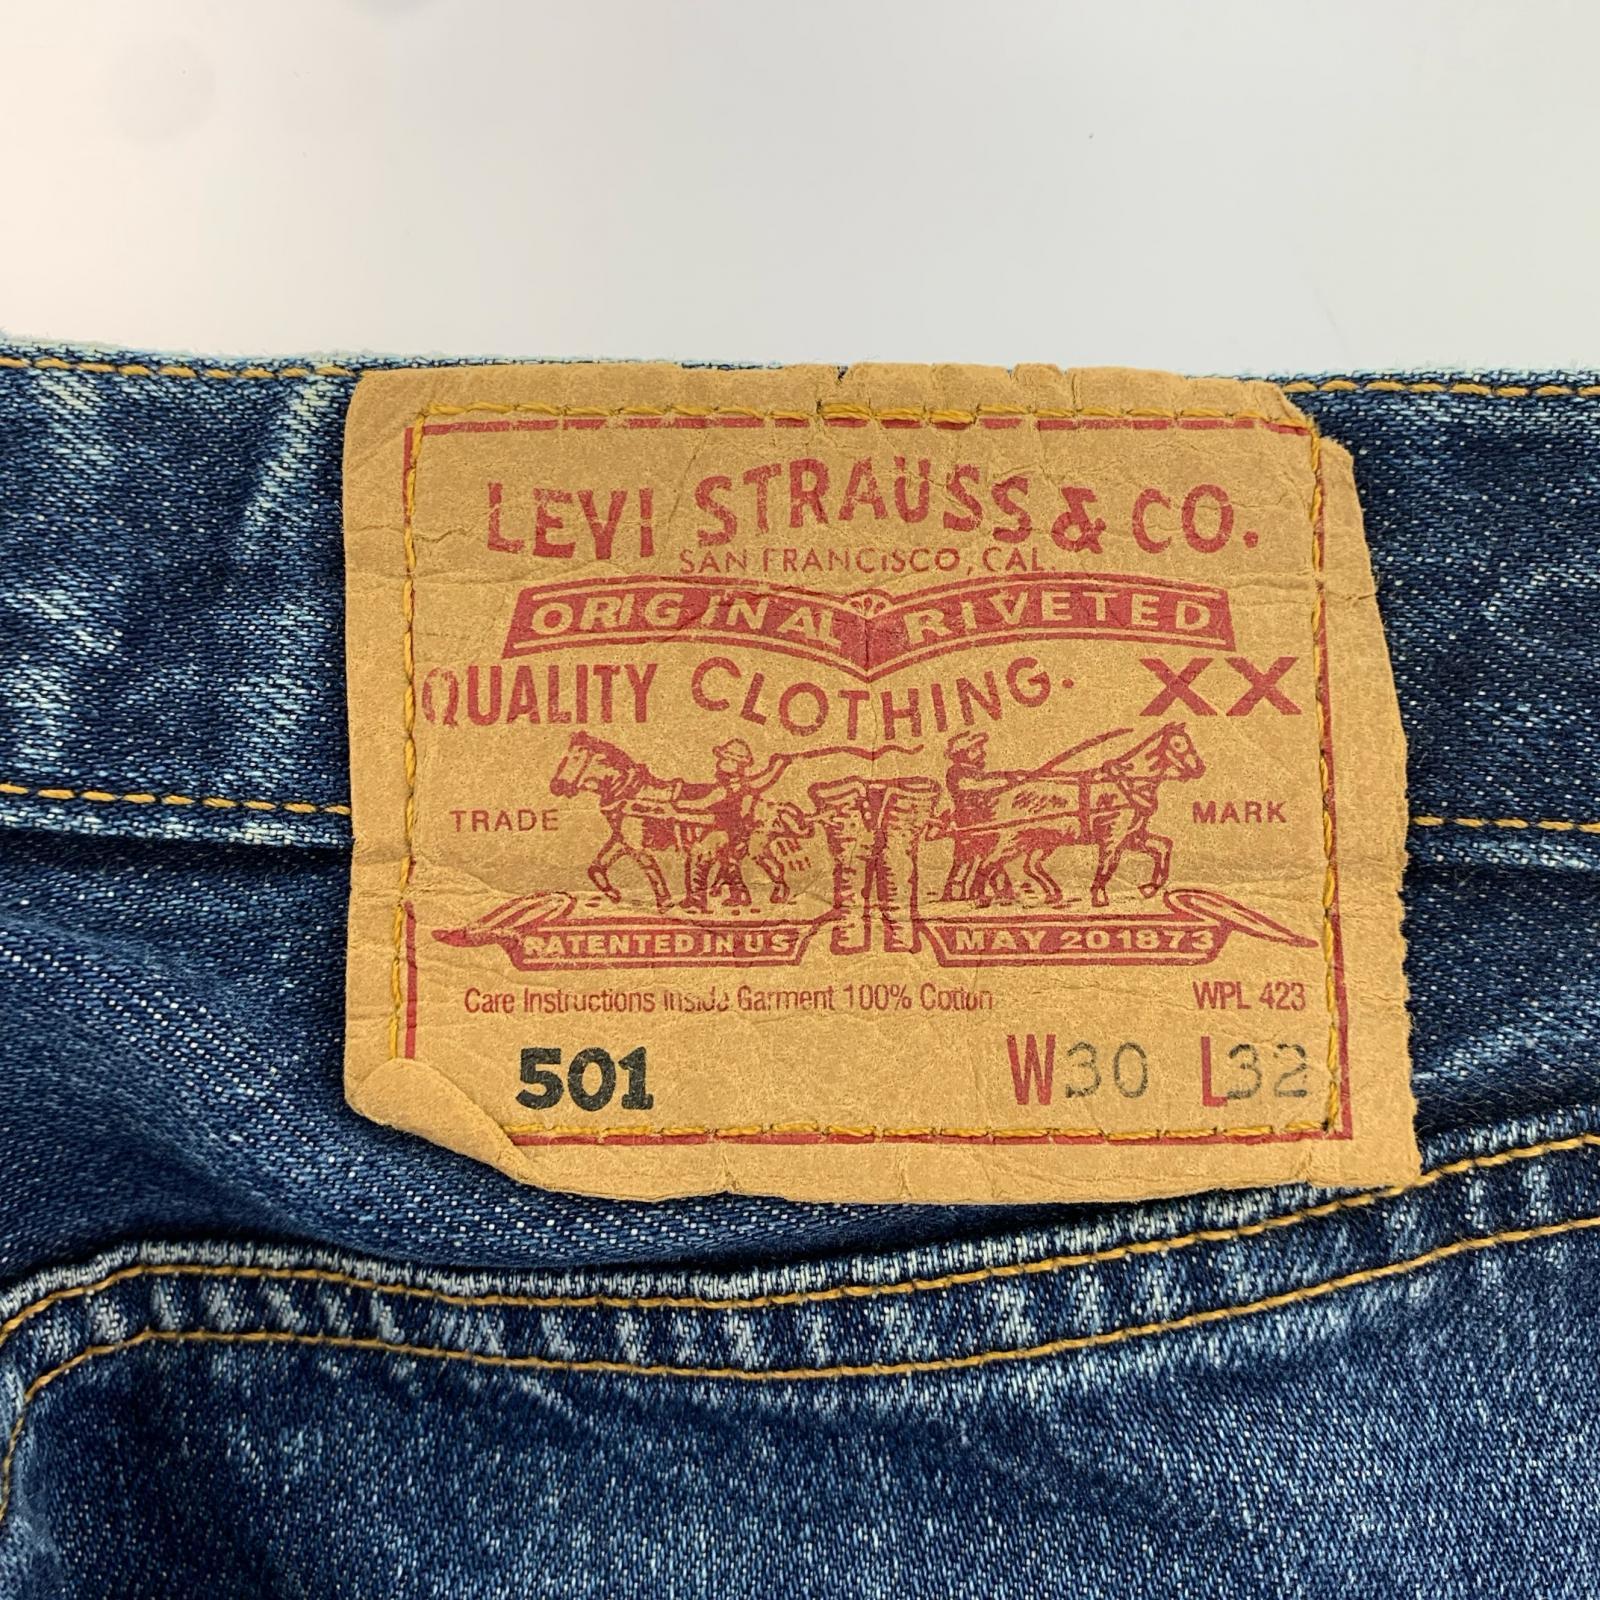 LEVI STRAUSS & CO.
SAN FRANCISCO, CAL.
ORIGINAL RIVETED
QUALITY CLOTHING. XX
TRADE MARK
PATENTED IN US MAY 20 1873
Care Instructions Inside Garment 100% Cotton WPL 423
501 W30 L32